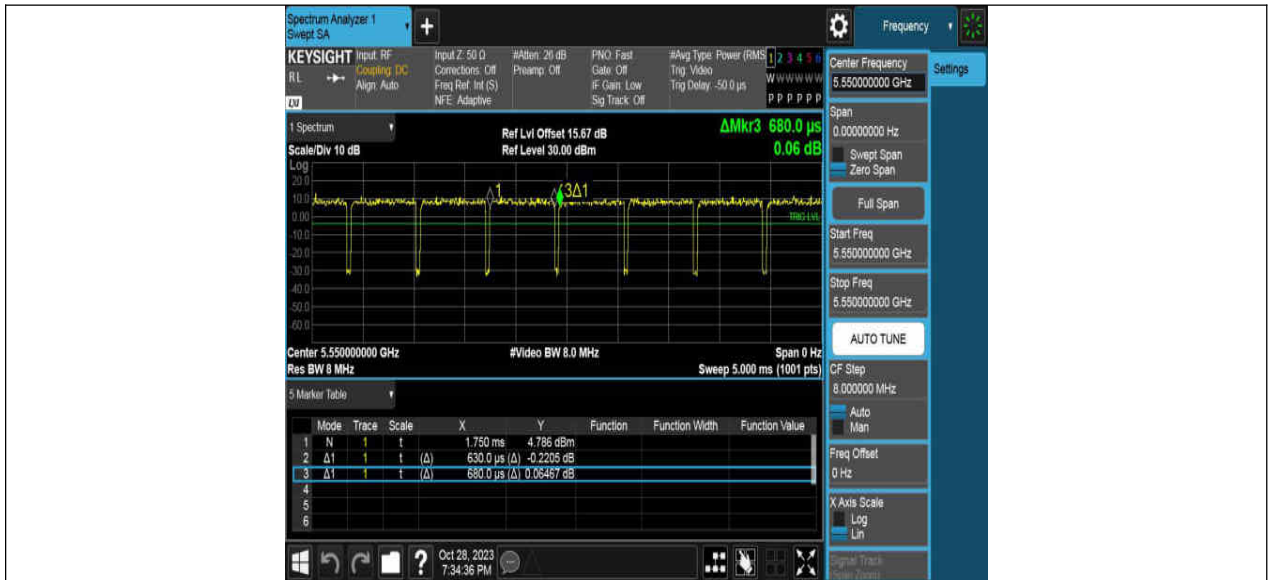 Spectrum Analyzer 1
Swept SA
+
Frequency
KEYSIGHT
RL
Input: RF
Coupling: DC
Align: Auto
Input Z: 50 Ω
Corrections: Off
Freq Ref: Int (S)
NFE: Adaptive
#Atten: 26 dB
Preamp: Off
PNO: Fast
Gate: Off
IF Gain: Low
Sig Track: Off
#Avg Type: Power (RMS
Trig: Video
Trig Delay: -50.0 µs
1 2 3 4 5 6
W W W W W W
P P P P P P
Center Frequency
5.550000000 GHz
Settings
Span
0.00000000 Hz
Swept Span
Zero Span
Full Span
Start Freq
5.550000000 GHz
Stop Freq
5.550000000 GHz
AUTO TUNE
CF Step
8.000000 MHz
Auto
Man
Freq Offset
0 Hz
X Axis Scale
Log
Lin
Signal Track
(Span Zoom)
1 Spectrum
Scale/Div 10 dB
Ref Lvl Offset 15.67 dB
Ref Level 30.00 dBm
ΔMkr3 680.0 µs
0.06 dB
Log
20.0
10.0
0.00
-10.0
-20.0
-30.0
-40.0
-50.0
-60.0
1
3Δ1
TRIG LVL
Center 5.550000000 GHz
#Video BW 8.0 MHz
Span 0 Hz
Res BW 8 MHz
Sweep 5.000 ms (1001 pts)
5 Marker Table
Mode Trace Scale X Y Function Function Width Function Value
1 N 1 t 1.750 ms 4.786 dBm
2 Δ1 1 t (Δ) 630.0 µs (Δ) -0.2205 dB
3 Δ1 1 t (Δ) 680.0 µs (Δ) 0.06467 dB
4
5
6
?
Oct 28, 2023
7:34:36 PM